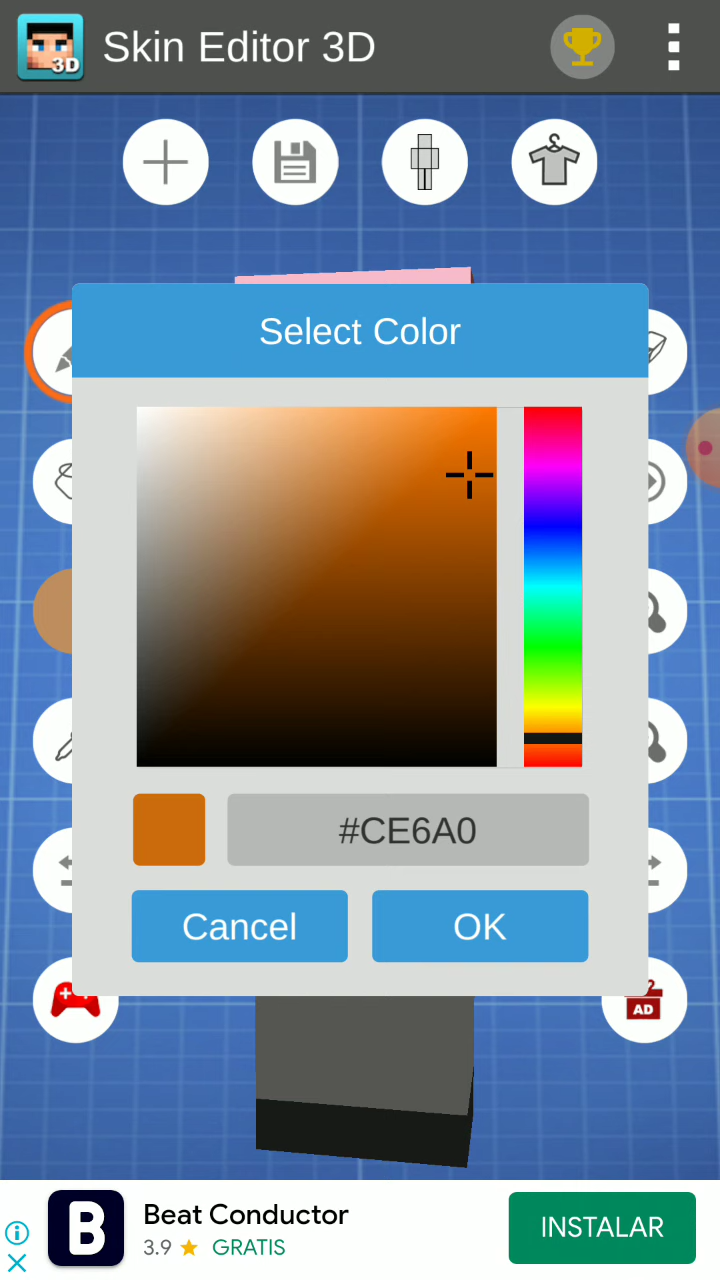 3D
Skin Editor 3D
Select Color
#CE6A0
Cancel
OK
AD
B
Beat Conductor
3.9 ★ GRATIS
INSTALAR